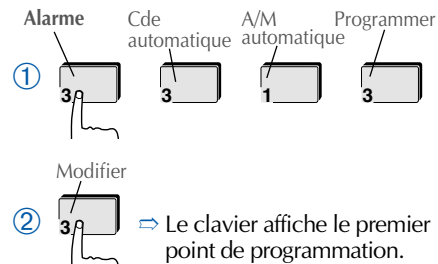 Alarme
Cde automatique
A/M automatique
Programmer
① 3 3 1 3
Modifier
② 3 ⇨ Le clavier affiche le premier
point de programmation.